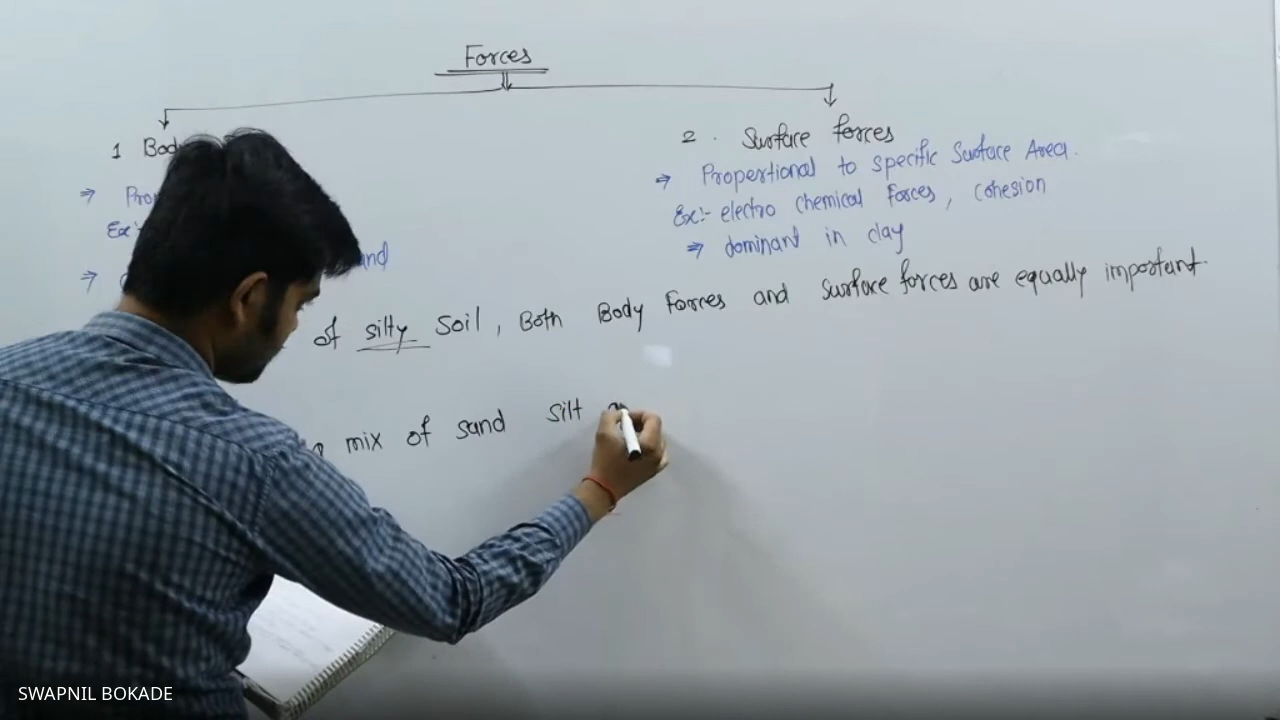 Forces
1 Body
2. Surface forces
⇒ Propertional to specific Surface Area.
Ex:- electro chemical forces, cohesion
⇒ dominant in clay
⇒ Pro
Ex:-
and
⇒
of silty Soil, Both Body Forces and Surface forces are equally important.
mix of sand silt
SWAPNIL BOKADE